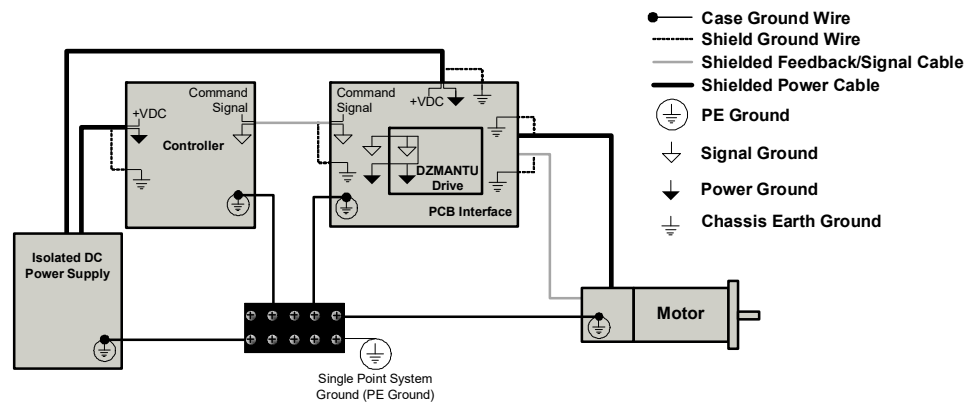 Case Ground Wire
Shield Ground Wire
Shielded Feedback/Signal Cable
Shielded Power Cable
PE Ground
Signal Ground
Power Ground
Chassis Earth Ground
Command
Signal
+VDC
Controller
Command
Signal
+VDC
DZMANTU
Drive
PCB Interface
Isolated DC
Power Supply
Motor
Single Point System
Ground (PE Ground)